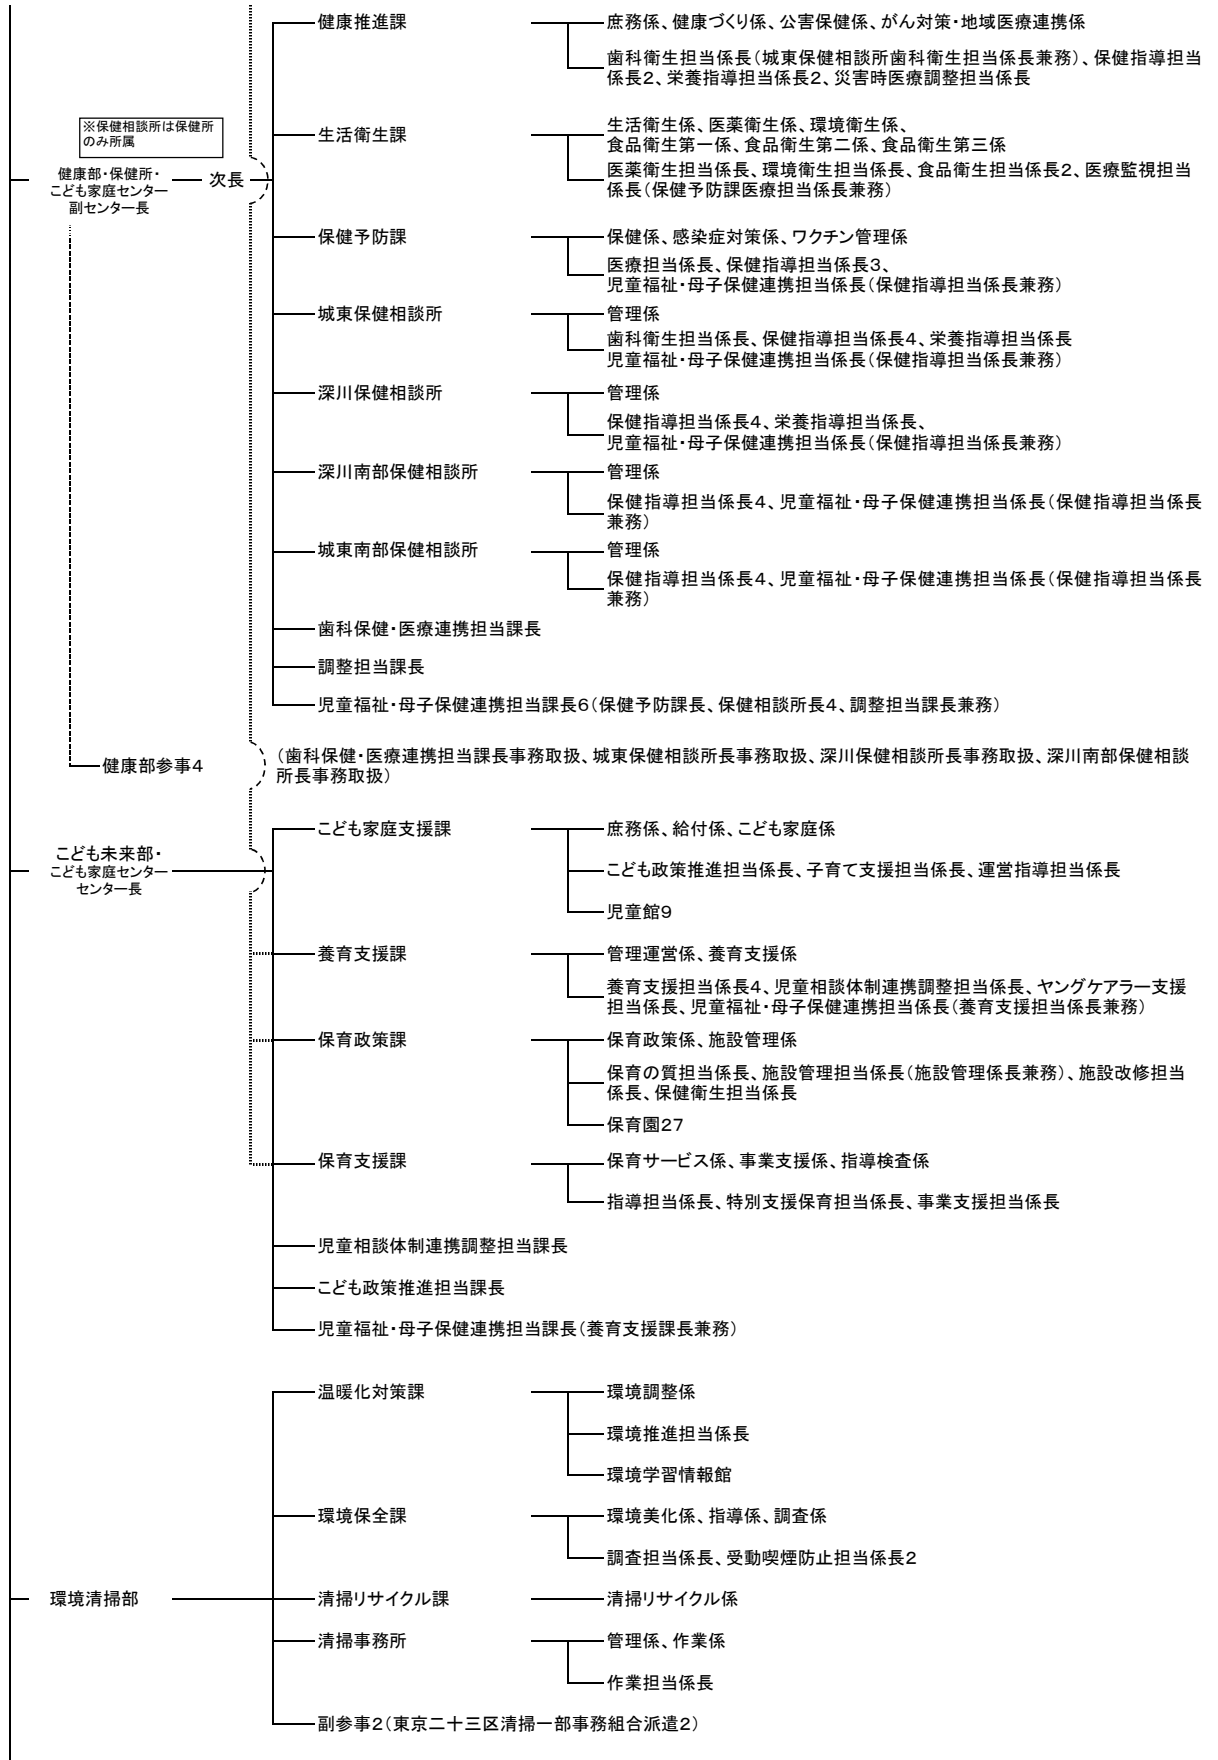 健康推進課
庶務係、健康づくり係、公害保健係、がん対策・地域医療連携係
歯科衛生担当係長(城東保健相談所歯科衛生担当係長兼務)、保健指導担当
係長2、栄養指導担当係長2、災害時医療調整担当係長
※保健相談所は保健所
のみ所属
生活衛生課
生活衛生係、医薬衛生係、環境衛生係、
食品衛生第一係、食品衛生第二係、食品衛生第三係
医薬衛生担当係長、環境衛生担当係長、食品衛生担当係長2、医療監視担当
係長(保健予防課医療担当係長兼務)
健康部・保健所・
こども家庭センター
副センター長
次長
保健予防課
保健係、感染症対策係、ワクチン管理係
医療担当係長、保健指導担当係長3、
児童福祉・母子保健連携担当係長(保健指導担当係長兼務)
城東保健相談所
管理係
歯科衛生担当係長、保健指導担当係長4、栄養指導担当係長
児童福祉・母子保健連携担当係長(保健指導担当係長兼務)
深川保健相談所
管理係
保健指導担当係長4、栄養指導担当係長、
児童福祉・母子保健連携担当係長(保健指導担当係長兼務)
深川南部保健相談所
管理係
保健指導担当係長4、児童福祉・母子保健連携担当係長(保健指導担当係長
兼務)
城東南部保健相談所
管理係
保健指導担当係長4、児童福祉・母子保健連携担当係長(保健指導担当係長
兼務)
歯科保健・医療連携担当課長
調整担当課長
児童福祉・母子保健連携担当課長6(保健予防課長、保健相談所長4、調整担当課長兼務)
健康部参事4
(歯科保健・医療連携担当課長事務取扱、城東保健相談所長事務取扱、深川保健相談所長事務取扱、深川南部保健相談
所長事務取扱)
こども未来部・
こども家庭センター
センター長
こども家庭支援課
庶務係、給付係、こども家庭係
こども政策推進担当係長、子育て支援担当係長、運営指導担当係長
児童館9
養育支援課
管理運営係、養育支援係
養育支援担当係長4、児童相談体制連携調整担当係長、ヤングケアラー支援
担当係長、児童福祉・母子保健連携担当係長(養育支援担当係長兼務)
保育政策課
保育政策係、施設管理係
保育の質担当係長、施設管理担当係長(施設管理係長兼務)、施設改修担当
係長、保健衛生担当係長
保育園27
保育支援課
保育サービス係、事業支援係、指導検査係
指導担当係長、特別支援保育担当係長、事業支援担当係長
児童相談体制連携調整担当課長
こども政策推進担当課長
児童福祉・母子保健連携担当課長(養育支援課長兼務)
環境清掃部
温暖化対策課
環境調整係
環境推進担当係長
環境学習情報館
環境保全課
環境美化係、指導係、調査係
調査担当係長、受動喫煙防止担当係長2
清掃リサイクル課
清掃リサイクル係
清掃事務所
管理係、作業係
作業担当係長
副参事2(東京二十三区清掃一部事務組合派遣2)